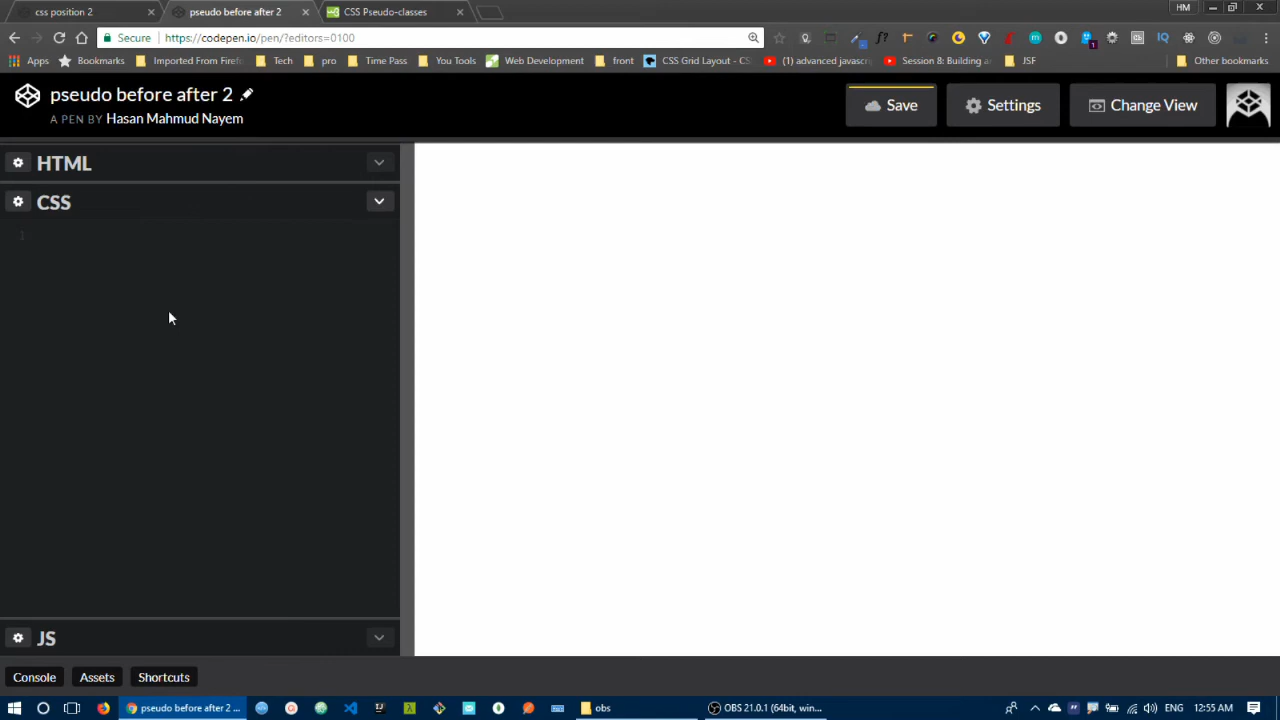 css position 2
pseudo before after 2
CSS Pseudo-classes
HM
Secure
https://codepen.io/pen/?editors=0100
Apps
Bookmarks
Imported From Firef
Tech
pro
Time Pass
You Tools
Web Development
front
CSS Grid Layout - CS
(1) advanced javascri
Session 8: Building a
JSF
Other bookmarks
pseudo before after 2
A PEN BY Hasan Mahmud Nayem
Save
Settings
Change View
HTML
CSS
1
JS
Console
Assets
Shortcuts
pseudo before after 2 ...
obs
OBS 21.0.1 (64bit, win...
ENG
12:55 AM